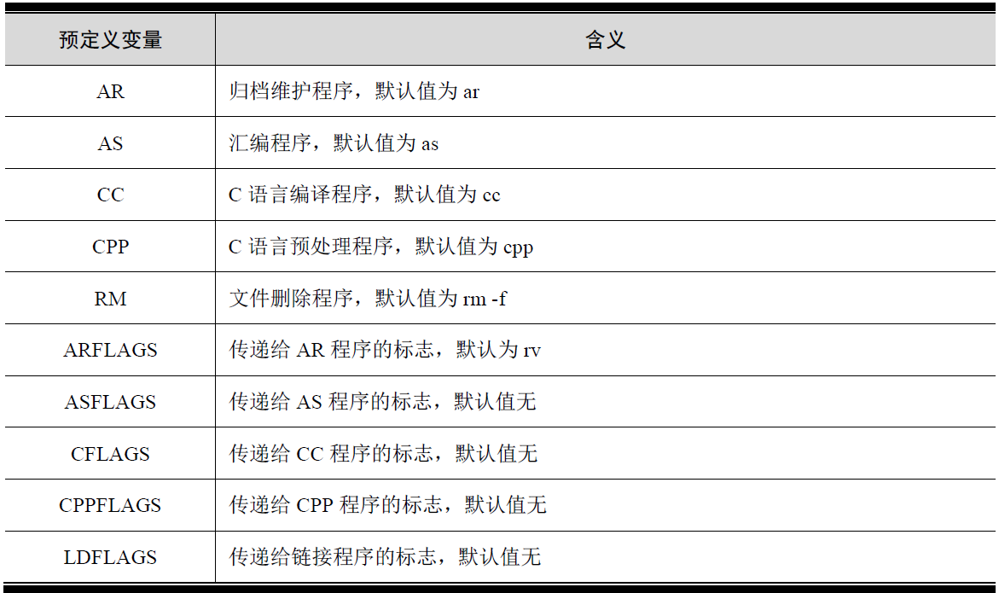 预定义变量 含义
AR 归档维护程序，默认值为 ar
AS 汇编程序，默认值为 as
CC C 语言编译程序，默认值为 cc
CPP C 语言预处理程序，默认值为 cpp
RM 文件删除程序，默认值为 rm -f
ARFLAGS 传递给 AR 程序的标志，默认为 rv
ASFLAGS 传递给 AS 程序的标志，默认值无
CFLAGS 传递给 CC 程序的标志，默认值无
CPPFLAGS 传递给 CPP 程序的标志，默认值无
LDFLAGS 传递给链接程序的标志，默认值无